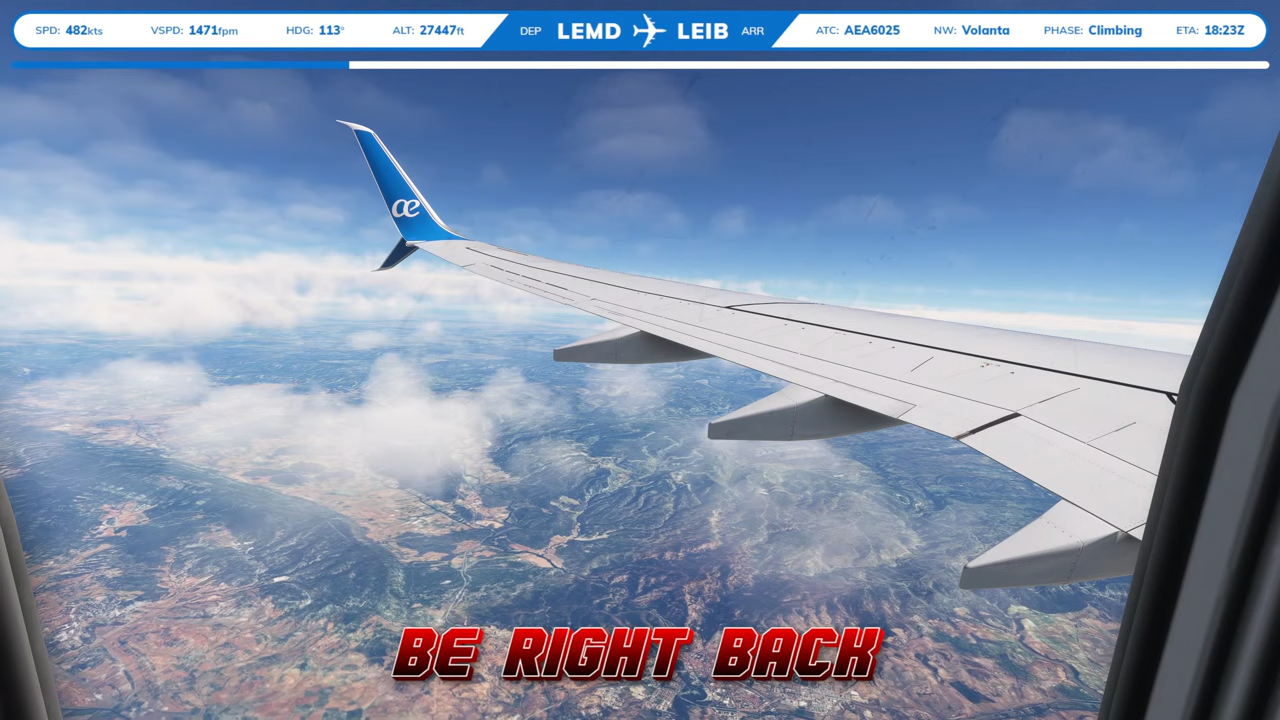 SPD: 482kts VSPD: 1471fpm HDG: 113° ALT: 27447ft DEP LEMD LEIB ARR ATC: AEA6025 NW: Volanta PHASE: Climbing ETA: 18:23Z
æ
BE RIGHT BACK